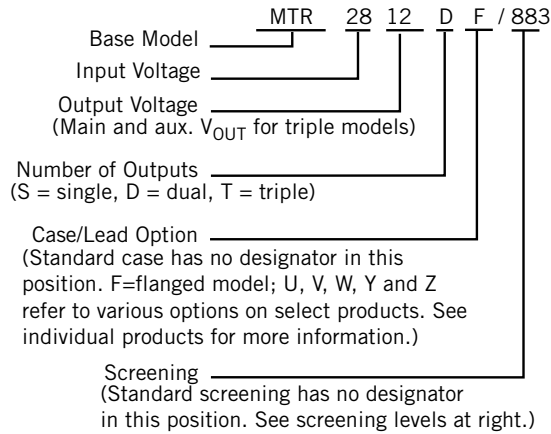 MTR 28 12 D F / 883
Base Model
Input Voltage
Output Voltage
(Main and aux. VOUT for triple models)
Number of Outputs
(S = single, D = dual, T = triple)
Case/Lead Option
(Standard case has no designator in this
position. F=flanged model; U, V, W, Y and Z
refer to various options on select products. See
individual products for more information.)
Screening
(Standard screening has no designator
in this position. See screening levels at right.)